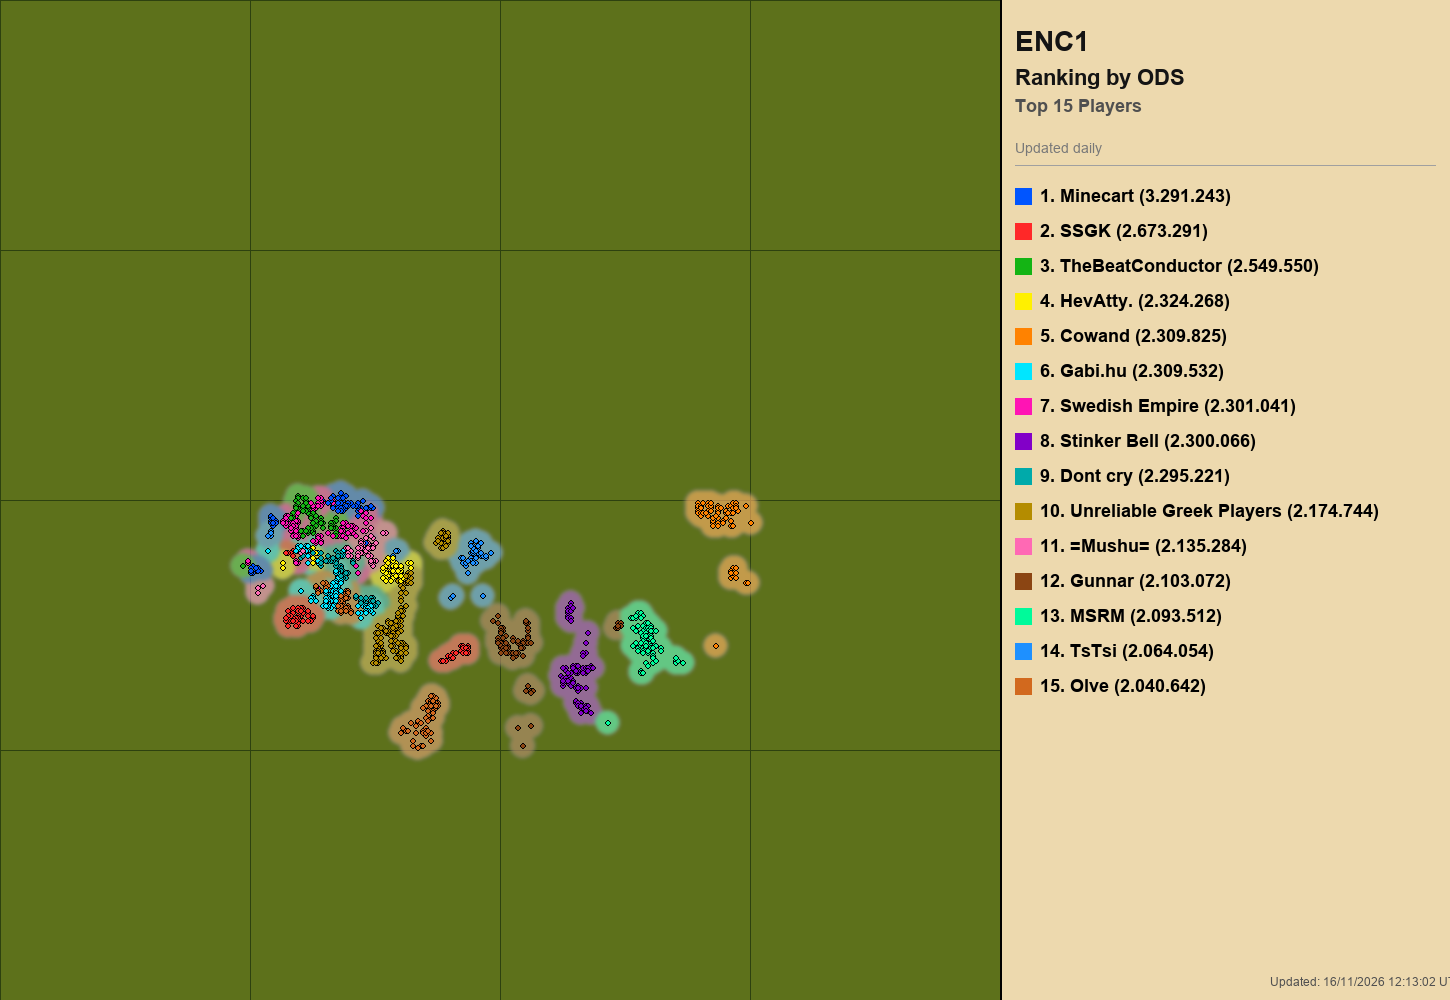 ENC1
Ranking by ODS
Top 15 Players
Updated daily
1. Minecart (3.291.243)
2. SSGK (2.673.291)
3. TheBeatConductor (2.549.550)
4. HevAtty. (2.324.268)
5. Cowand (2.309.825)
6. Gabi.hu (2.309.532)
7. Swedish Empire (2.301.041)
8. Stinker Bell (2.300.066)
9. Dont cry (2.295.221)
10. Unreliable Greek Players (2.174.744)
11. =Mushu= (2.135.284)
12. Gunnar (2.103.072)
13. MSRM (2.093.512)
14. TsTsi (2.064.054)
15. Olve (2.040.642)
Updated: 16/11/2026 12:13:02 U